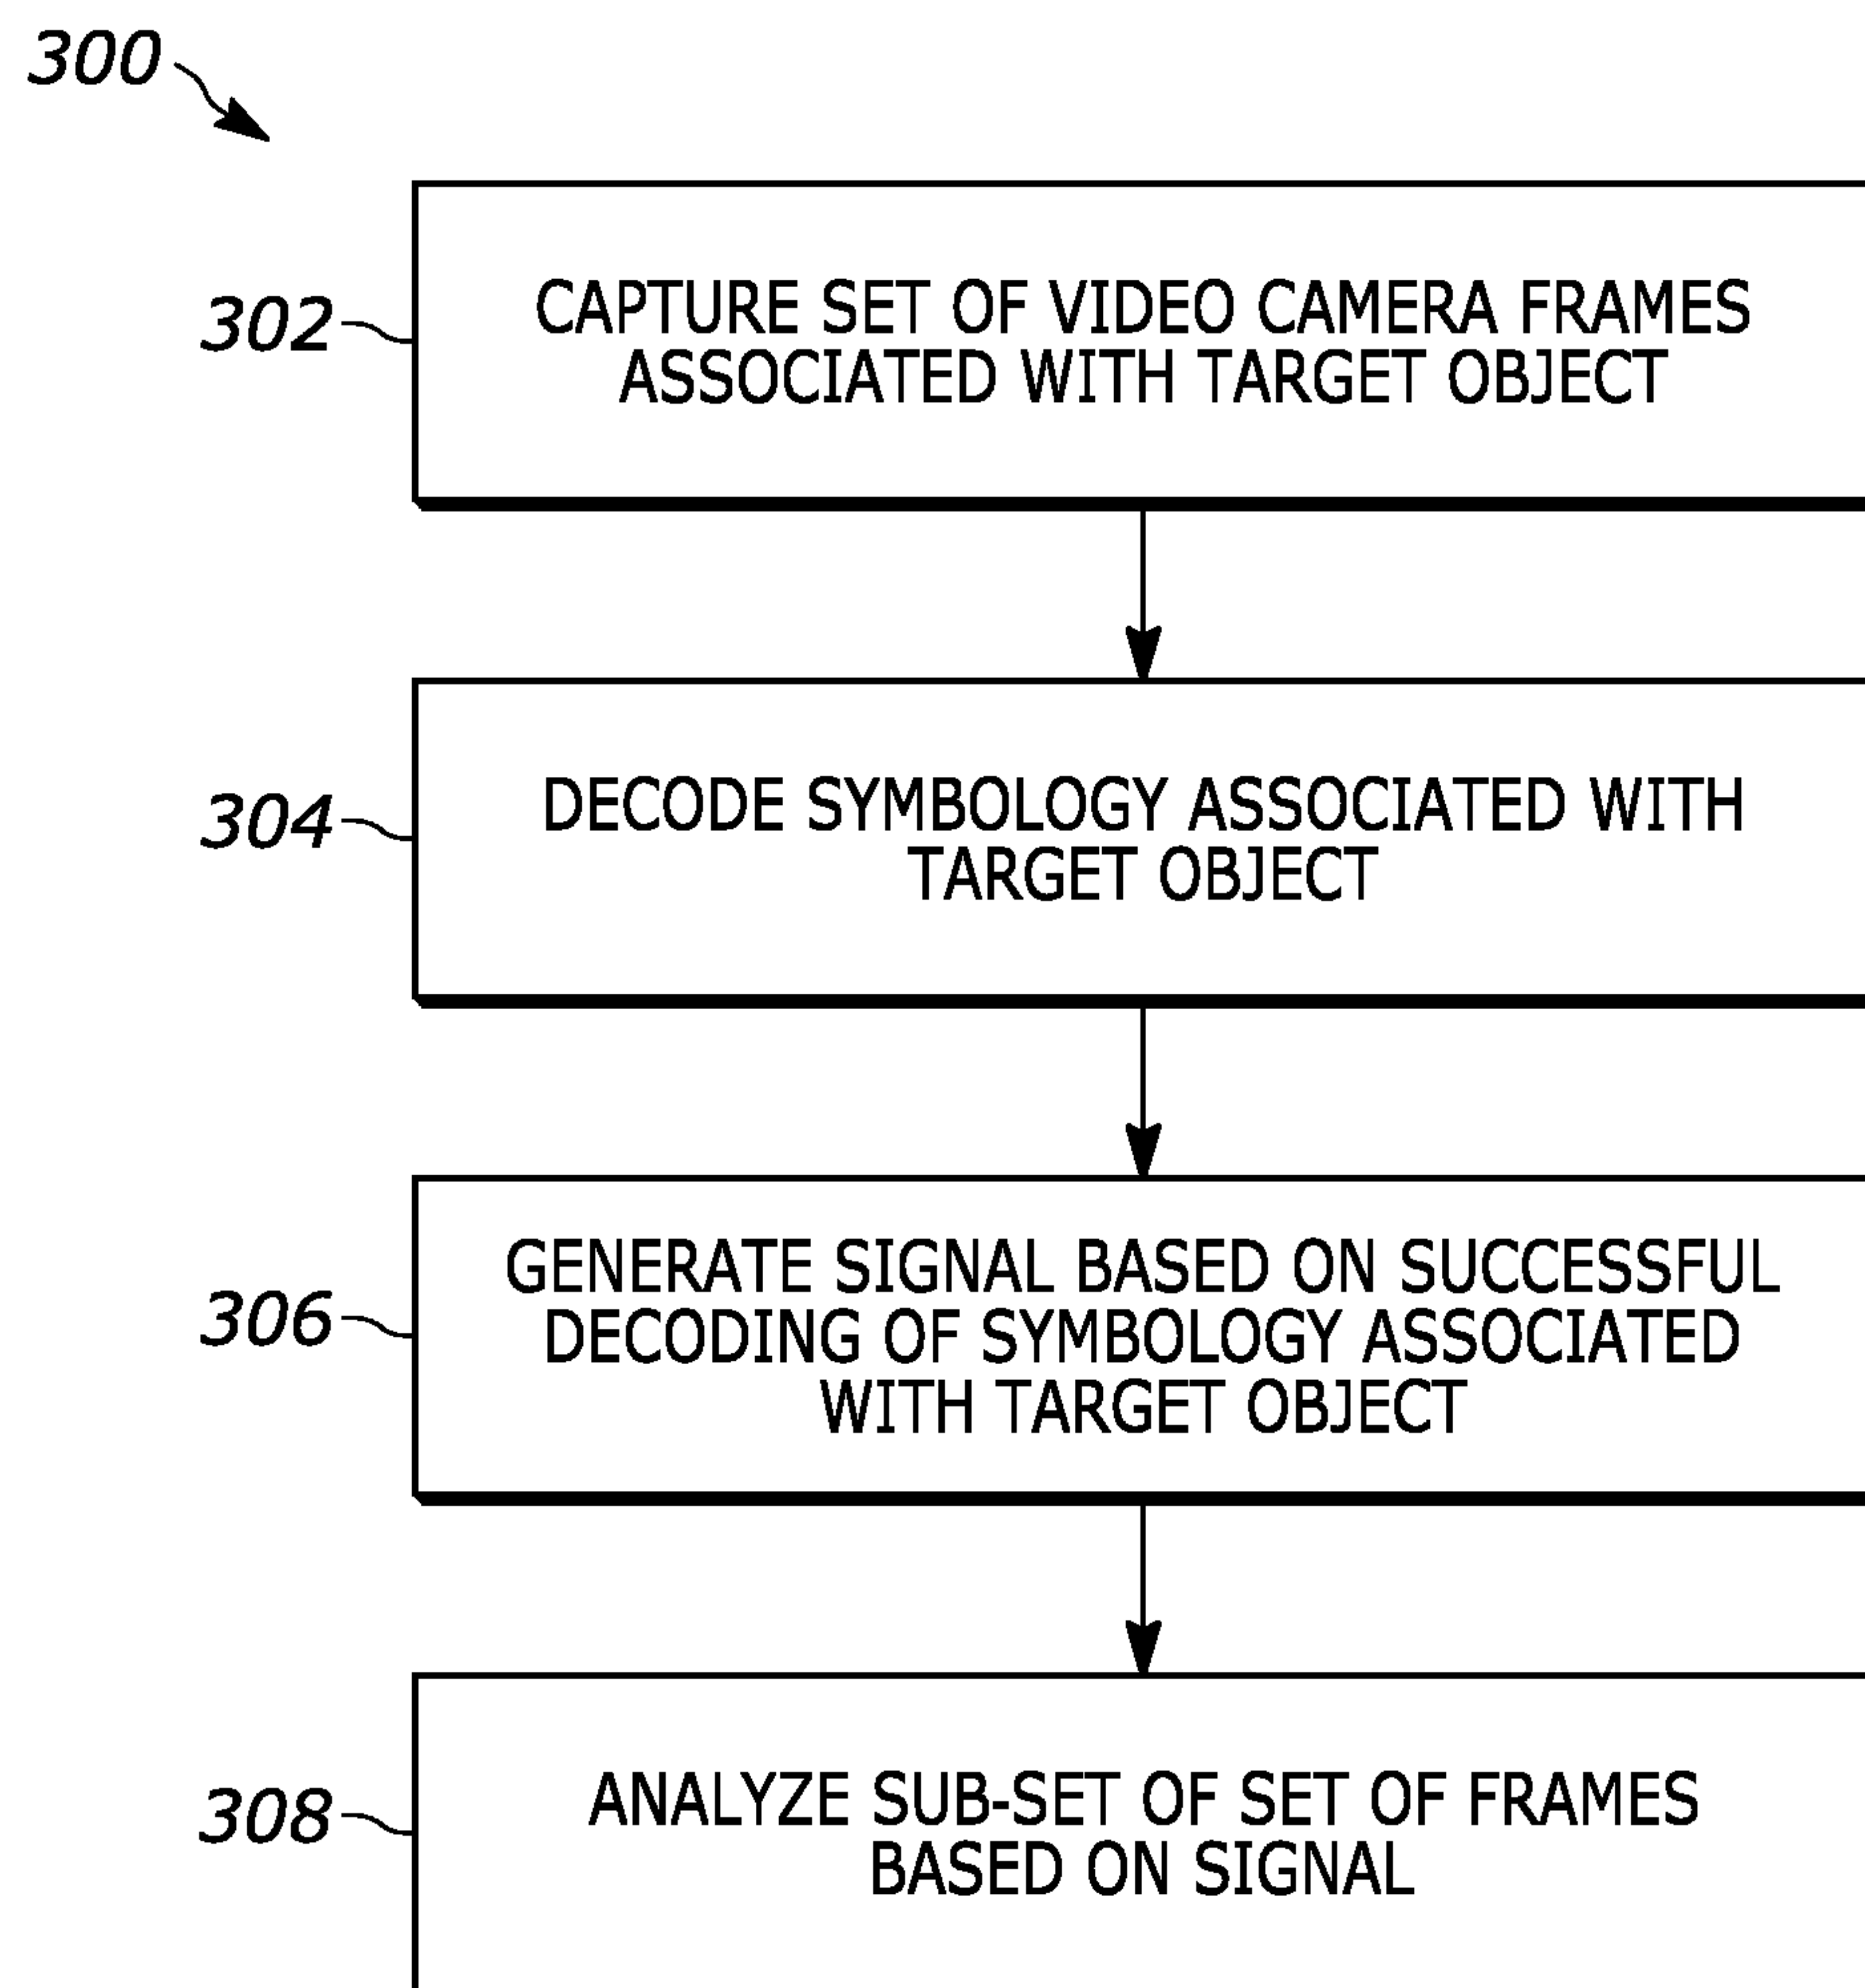 300
302
CAPTURE SET OF VIDEO CAMERA FRAMES
ASSOCIATED WITH TARGET OBJECT
304
DECODE SYMBOLOGY ASSOCIATED WITH
TARGET OBJECT
306
GENERATE SIGNAL BASED ON SUCCESSFUL
DECODING OF SYMBOLOGY ASSOCIATED
WITH TARGET OBJECT
308
ANALYZE SUB-SET OF SET OF FRAMES
BASED ON SIGNAL